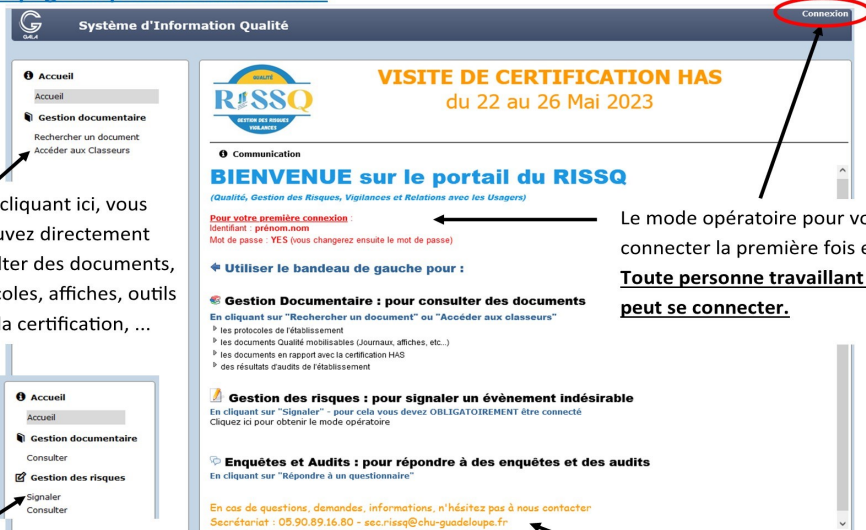 G
GALA
Système d'Information Qualité
Connexion
Accueil
Accueil
Gestion documentaire
Rechercher un document
Accéder aux Classeurs
QUALITÉ
RISSQ
GESTION DES RISQUES
VIGILANCES
VISITE DE CERTIFICATION HAS
du 22 au 26 Mai 2023
Communication
BIENVENUE sur le portail du RISSQ
(Qualité, Gestion des Risques, Vigilances et Relations avec les Usagers)
Pour votre première connexion :
Identifiant : prénom.nom
Mot de passe : YES (vous changerez ensuite le mot de passe)
Utiliser le bandeau de gauche pour :
Gestion Documentaire : pour consulter des documents
En cliquant sur "Rechercher un document" ou "Accéder aux classeurs"
les protocoles de l'établissement
les documents Qualité mobilisables (Journaux, affiches, etc...)
les documents en rapport avec la certification HAS
des résultats d'audits de l'établissement
Gestion des risques : pour signaler un évènement indésirable
En cliquant sur "Signaler" - pour cela vous devez OBLIGATOIREMENT être connecté
Cliquez ici pour obtenir le mode opératoire
Enquêtes et Audits : pour répondre à des enquêtes et des audits
En cliquant sur "Répondre à un questionnaire"
En cas de questions, demandes, informations, n'hésitez pas à nous contacter
Secrétariat : 05.90.89.16.80 - sec.rissq@chu-guadeloupe.fr
cliquant ici, vous
uvez directement
lter des documents,
coles, affiches, outils
la certification, ...
Accueil
Accueil
Gestion documentaire
Consulter
Gestion des risques
Signaler
Consulter
Le mode opératoire pour vo
connecter la première fois e
Toute personne travaillant
peut se connecter.